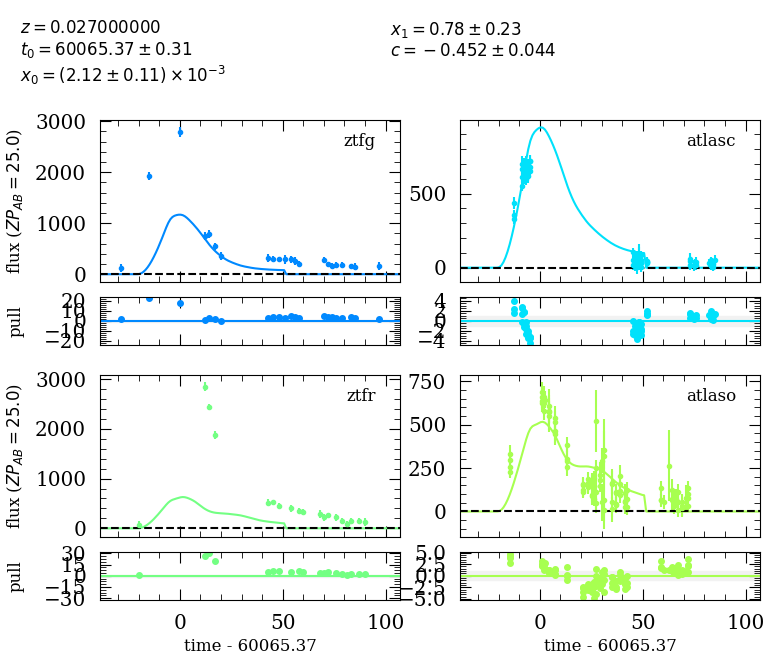 z = 0.027000000
t0 = 60065.37 ± 0.31
x0 = (2.12 ± 0.11) × 10^−3
x1 = 0.78 ± 0.23
c = −0.452 ± 0.044
ztfg
3000
2000
1000
0
flux (ZP_AB = 25.0)
atlasc
500
0
20
10
0
−10
−20
pull
4
2
0
−2
−4
ztfr
3000
2000
1000
0
flux (ZP_AB = 25.0)
atlaso
750
500
250
0
30
15
0
−15
−30
pull
5.0
2.5
0.0
−2.5
−5.0
0 50 100
time - 60065.37
0 50 100
time - 60065.37